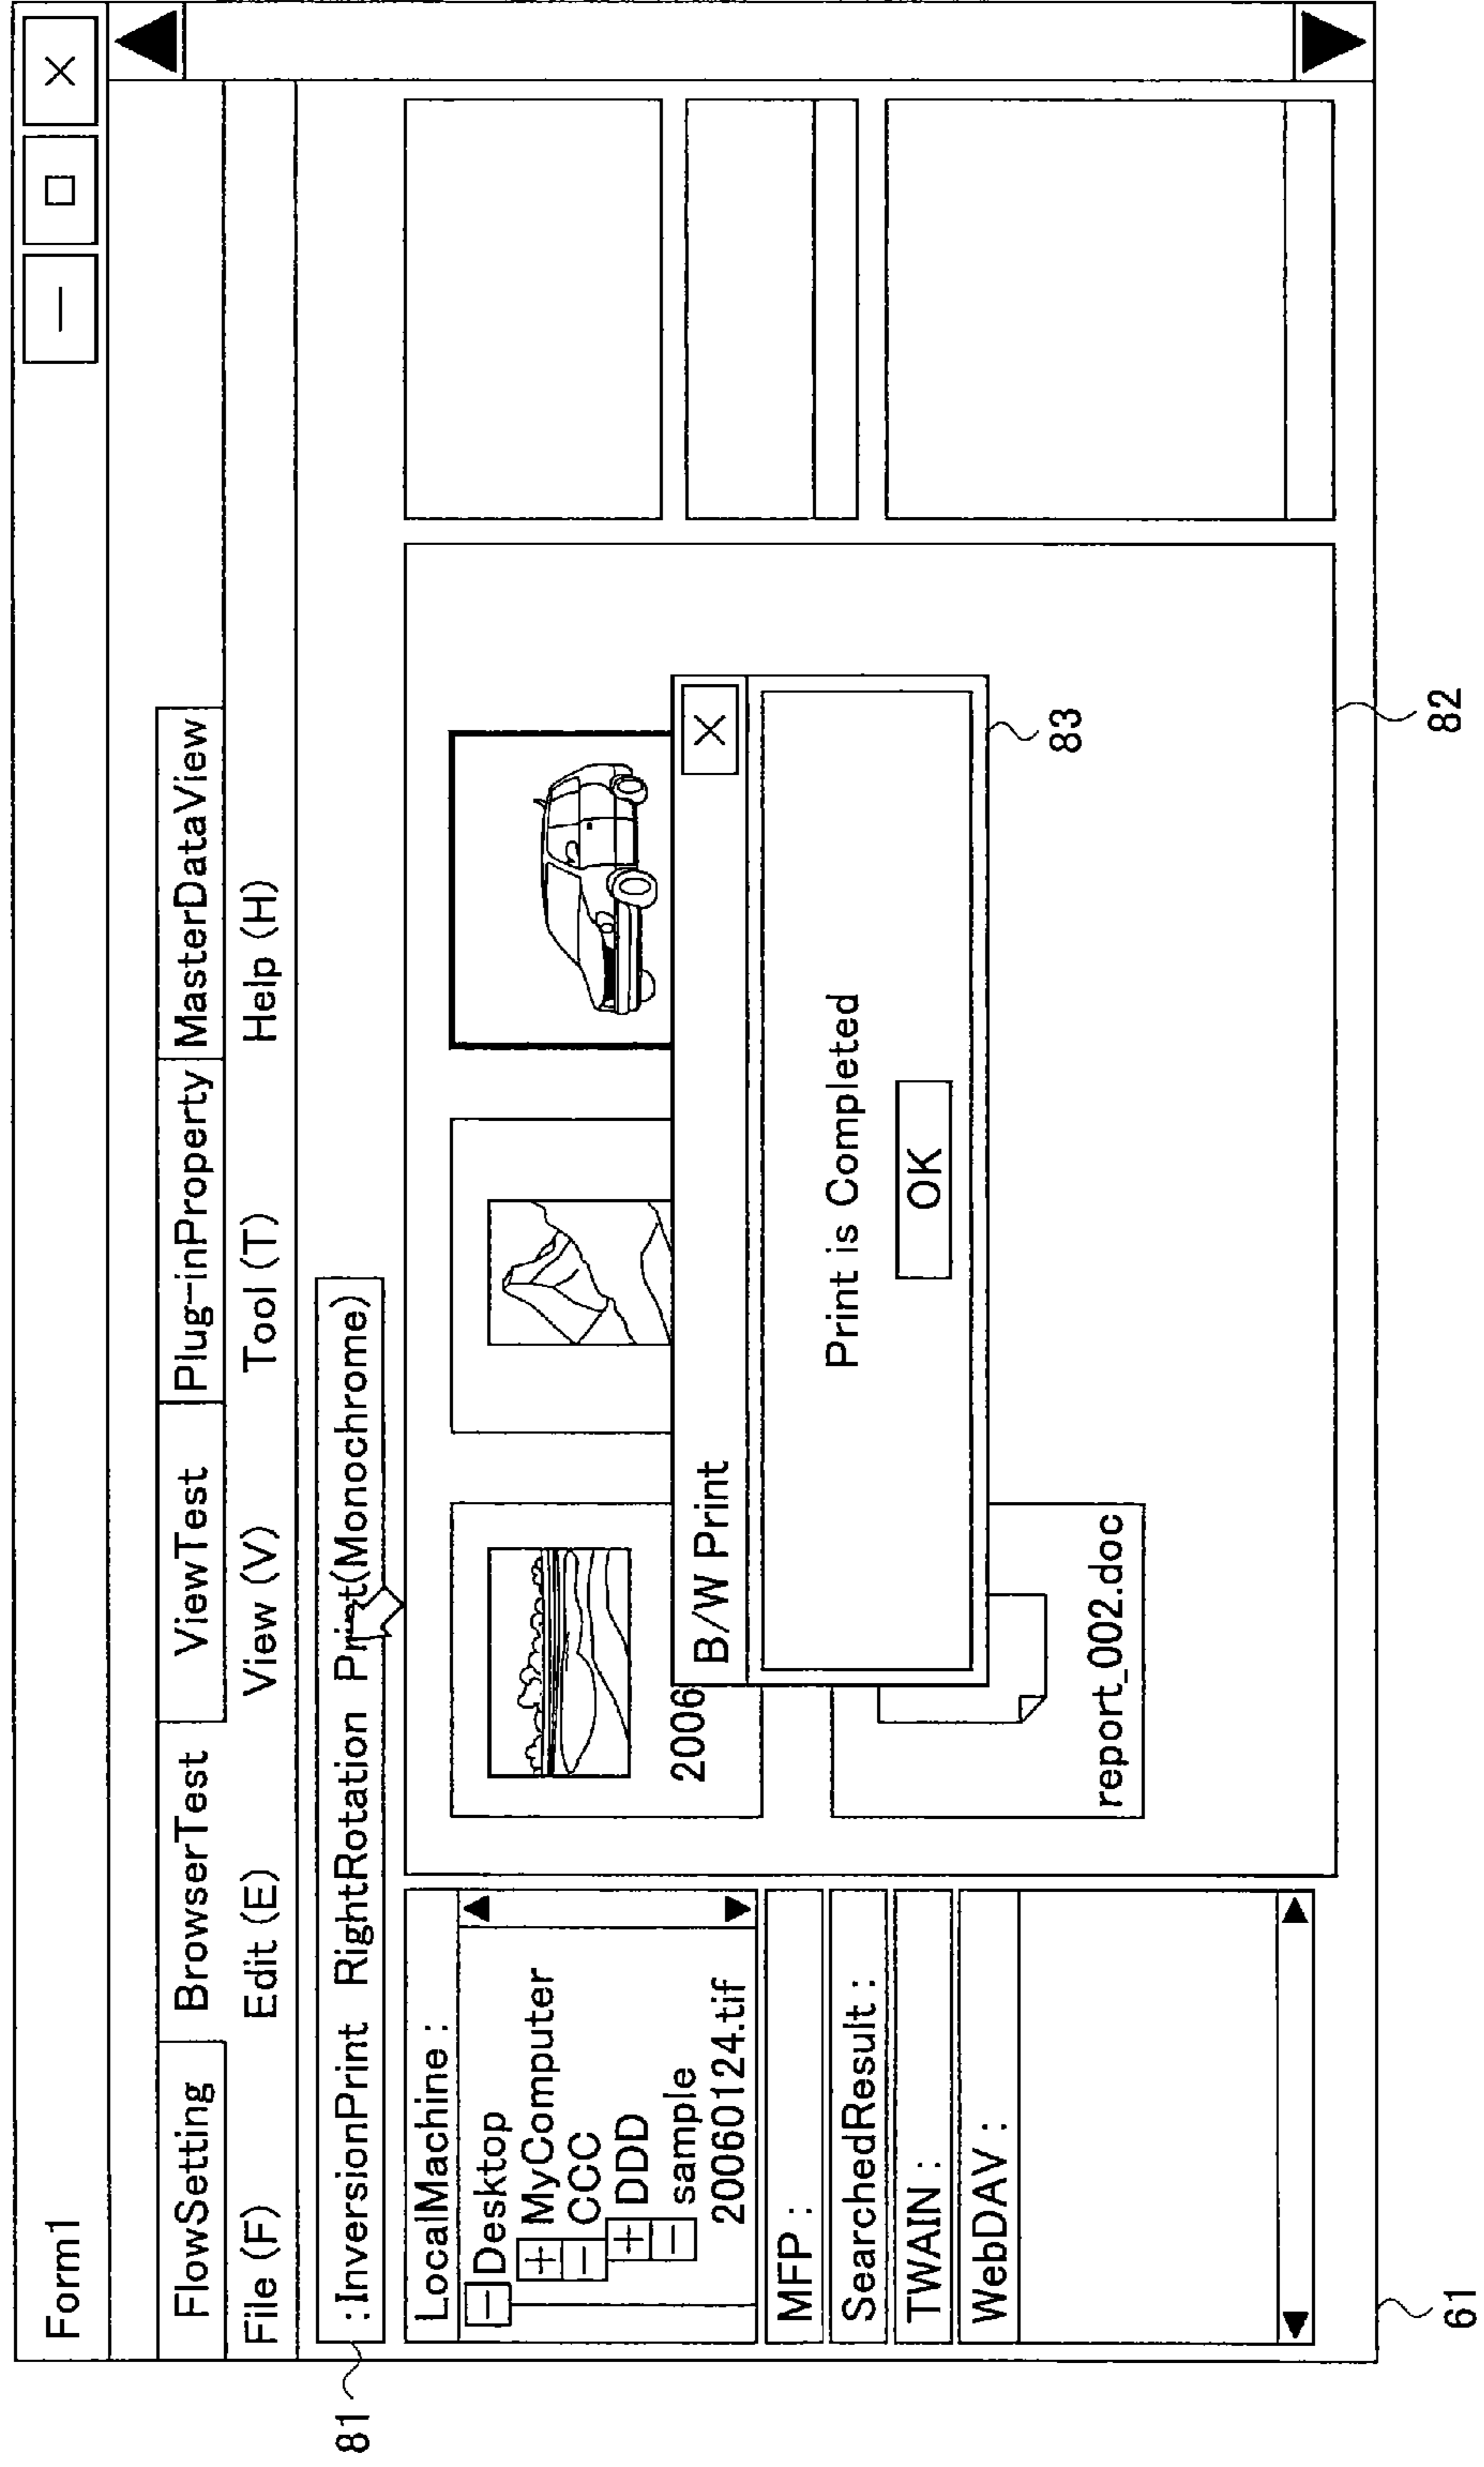 Form1
FlowSetting BrowserTest ViewTest Plug-inProperty MasterDataView
File (F) Edit (E) View (V) Tool (T) Help (H)
81
:InversionPrint RightRotation Print(Monochrome)
LocalMachine :
Desktop
MyComputer
CCC
DDD
sample
20060124.tif
MFP :
SearchedResult :
TWAIN :
WebDAV :
2006
B/W Print
Print is Completed
OK
83
report_002.doc
82
61